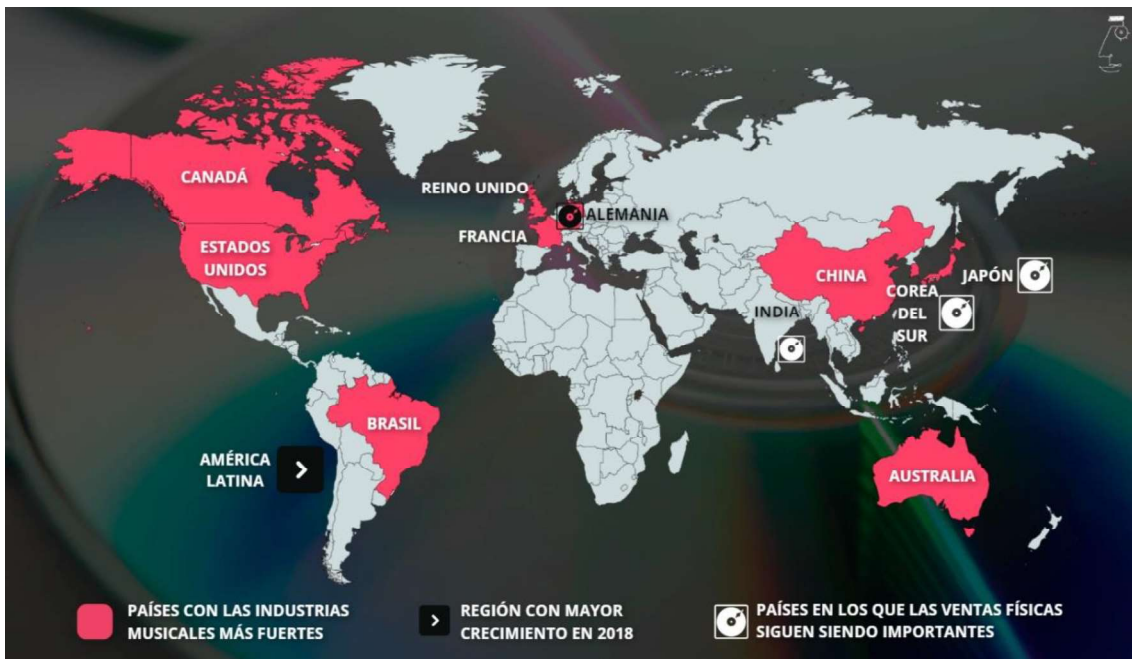 CANADÁ
REINO UNIDO
ALEMANIA
FRANCIA
ESTADOS
UNIDOS
CHINA
JAPÓN
COREA
DEL
SUR
INDIA
BRASIL
AMÉRICA
LATINA
AUSTRALIA
PAÍSES CON LAS INDUSTRIAS
MUSICALES MÁS FUERTES
REGIÓN CON MAYOR
CRECIMIENTO EN 2018
PAÍSES EN LOS QUE LAS VENTAS FÍSICAS
SIGUEN SIENDO IMPORTANTES